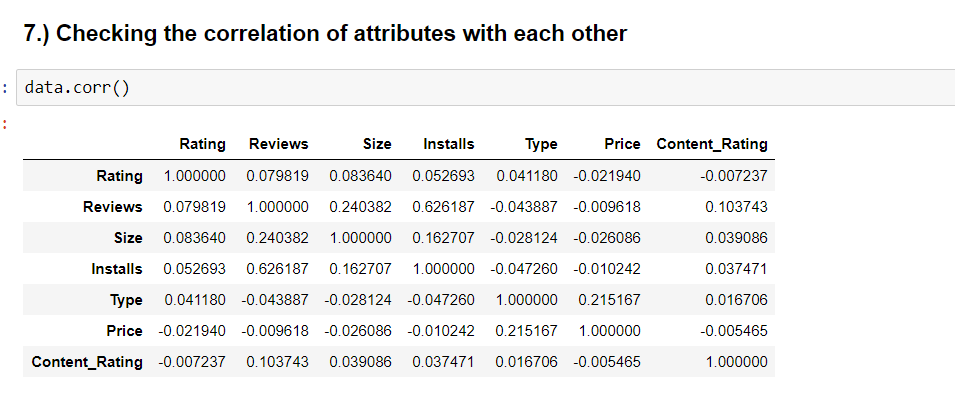 7.) Checking the correlation of attributes with each other
: data.corr()
:
Rating Reviews Size Installs Type Price Content_Rating
Rating 1.000000 0.079819 0.083640 0.052693 0.041180 -0.021940 -0.007237
Reviews 0.079819 1.000000 0.240382 0.626187 -0.043887 -0.009618 0.103743
Size 0.083640 0.240382 1.000000 0.162707 -0.028124 -0.026086 0.039086
Installs 0.052693 0.626187 0.162707 1.000000 -0.047260 -0.010242 0.037471
Type 0.041180 -0.043887 -0.028124 -0.047260 1.000000 0.215167 0.016706
Price -0.021940 -0.009618 -0.026086 -0.010242 0.215167 1.000000 -0.005465
Content_Rating -0.007237 0.103743 0.039086 0.037471 0.016706 -0.005465 1.000000